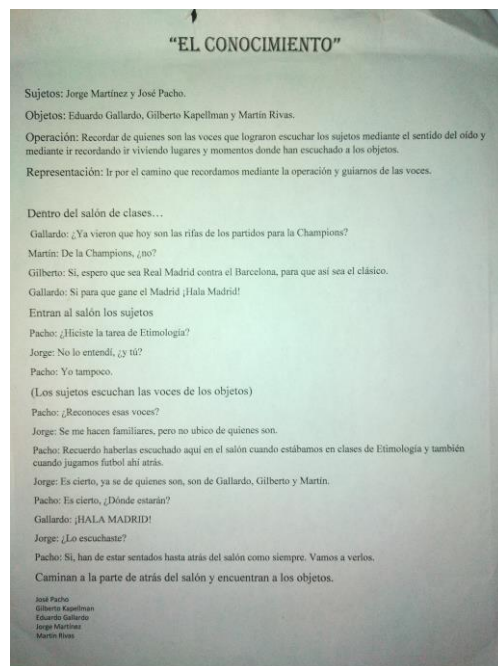 “EL CONOCIMIENTO”
Sujetos: Jorge Martínez y José Pacho.
Objetos: Eduardo Gallardo, Gilberto Kapellman y Martín Rivas.
Operación: Recordar de quienes son las voces que lograron escuchar los sujetos mediante el sentido del oído y
mediante ir recordando ir viviendo lugares y momentos donde han escuchado a los objetos.
Representación: Ir por el camino que recordamos mediante la operación y guiarnos de las voces.
Dentro del salón de clases…
Gallardo: ¿Ya vieron que hoy son las rifas de los partidos para la Champions?
Martín: De la Champions, ¿no?
Gilberto: Si, espero que sea Real Madrid contra el Barcelona, para que así sea el clásico.
Gallardo: Si para que gane el Madrid ¡Hala Madrid!
Entran al salón los sujetos
Pacho: ¿Hiciste la tarea de Etimología?
Jorge: No lo entendí, ¿y tú?
Pacho: Yo tampoco.
(Los sujetos escuchan las voces de los objetos)
Pacho: ¿Reconoces esas voces?
Jorge: Se me hacen familiares, pero no ubico de quienes son.
Pacho: Recuerdo haberlas escuchado aquí en el salón cuando estábamos en clases de Etimología y también
cuando jugamos futbol ahí atrás.
Jorge: Es cierto, ya se de quienes son, son de Gallardo, Gilberto y Martín.
Pacho: Es cierto, ¿Dónde estarán?
Gallardo: ¡HALA MADRID!
Jorge: ¿Lo escuchaste?
Pacho: Si, han de estar sentados hasta atrás del salón como siempre. Vamos a verlos.
Caminan a la parte de atrás del salón y encuentran a los objetos.
José Pacho
Gilberto Kapellman
Eduardo Gallardo
Jorge Martínez
Martín Rivas